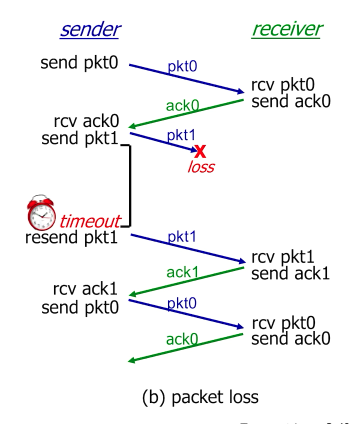 sender receiver
send pkt0
pkt0
rcv pkt0
send ack0
ack0
rcv ack0
send pkt1
pkt1
X
loss
timeout
resend pkt1
pkt1
rcv pkt1
send ack1
ack1
rcv ack1
send pkt0
pkt0
rcv pkt0
send ack0
ack0
(b) packet loss